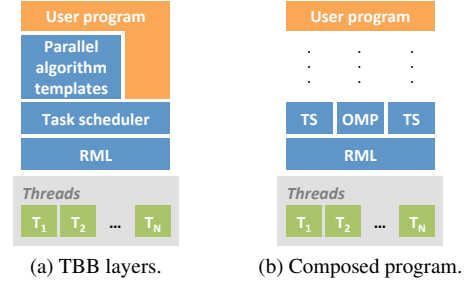 User program
Parallel
algorithm
templates
Task scheduler
RML
Threads
T1 T2 ... TN
(a) TBB layers.
User program
. .
. .
. .
TS OMP TS
RML
Threads
T1 T2 ... TN
(b) Composed program.